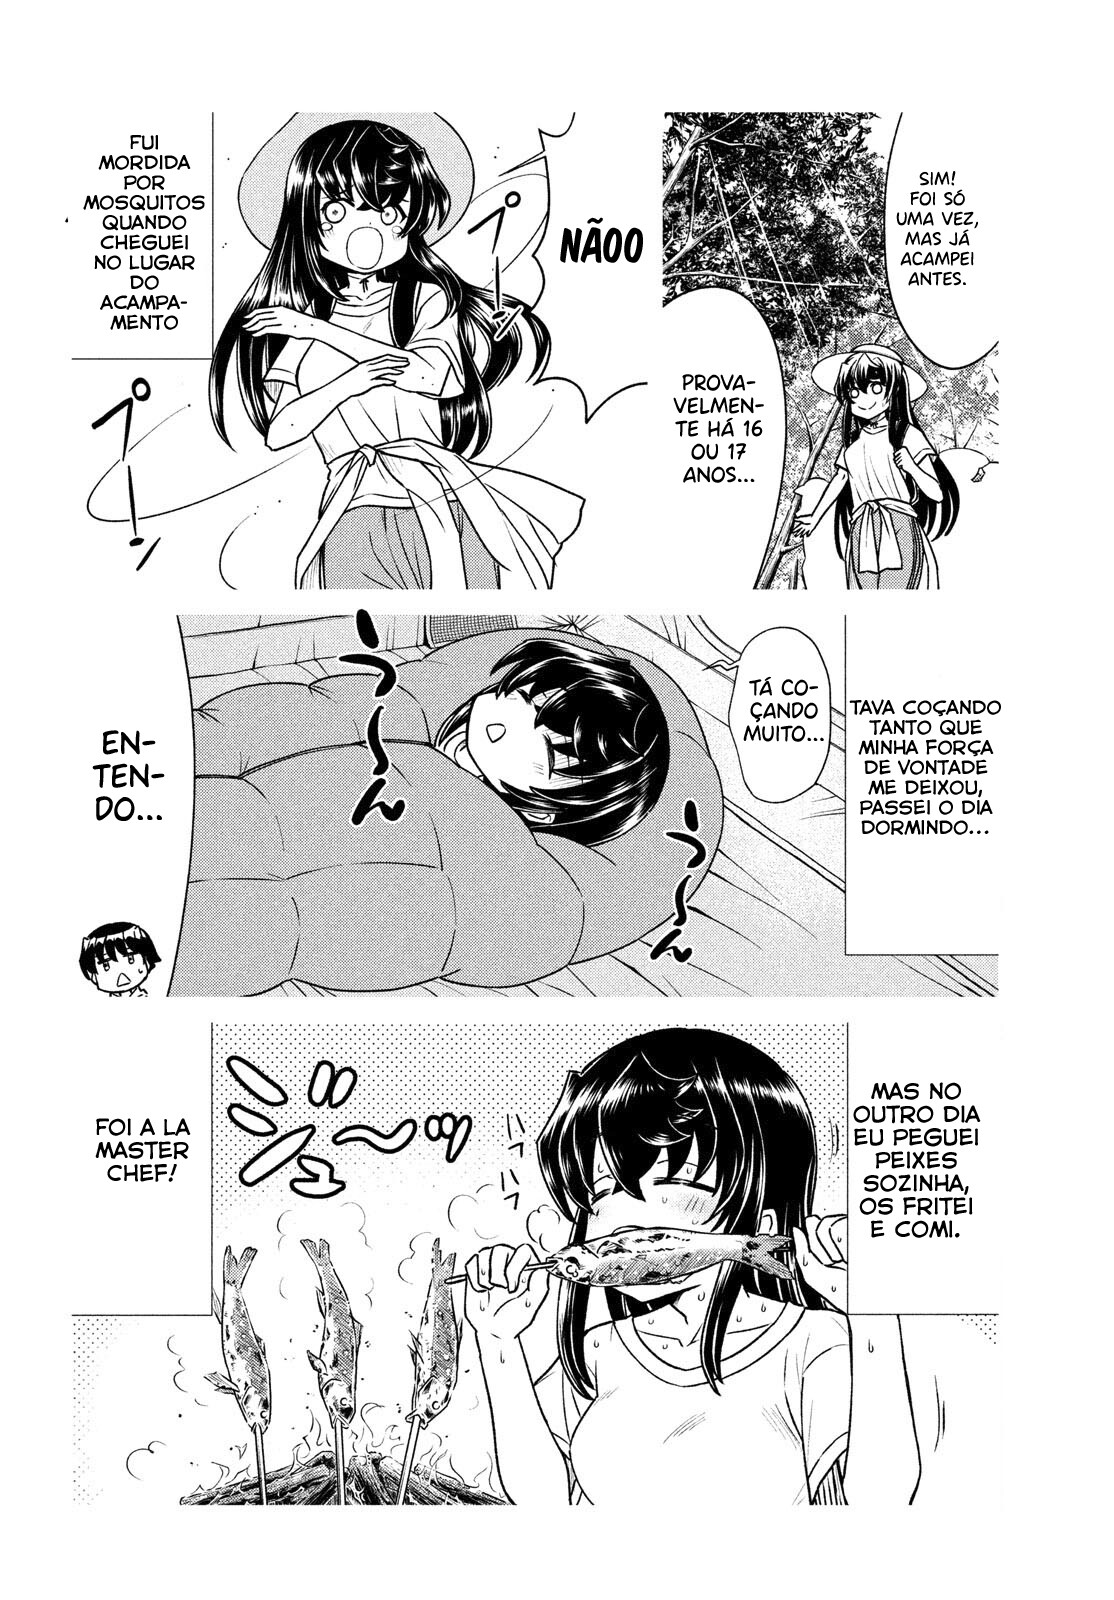 SIM!
FOI SÓ
UMA VEZ,
MAS JÁ
ACAMPEI
ANTES.
PROVA-
VELMEN-
TE HÁ 16
OU 17
ANOS...
NÃOO
プ
ー
ン
FUI
MORDIDA
POR
MOSQUITOS
QUANDO
CHEGUEI
NO LUGAR
DO
ACAMPA-
MENTO
プ
ー
ン
TAVA COÇANDO
TANTO QUE
MINHA FORÇA
DE VONTADE
ME DEIXOU,
PASSEI O DIA
DORMINDO...
TÁ CO-
ÇANDO
MUITO...
う
〜
ん
う
〜
ん
EN-
TEN-
DO...
MAS NO
OUTRO DIA
EU PEGUEI
PEIXES
SOZINHA,
OS FRITEI
E COMI.
ハフ
ハフ
ジュ〜ッ
FOI A LA
MASTER
CHEF!